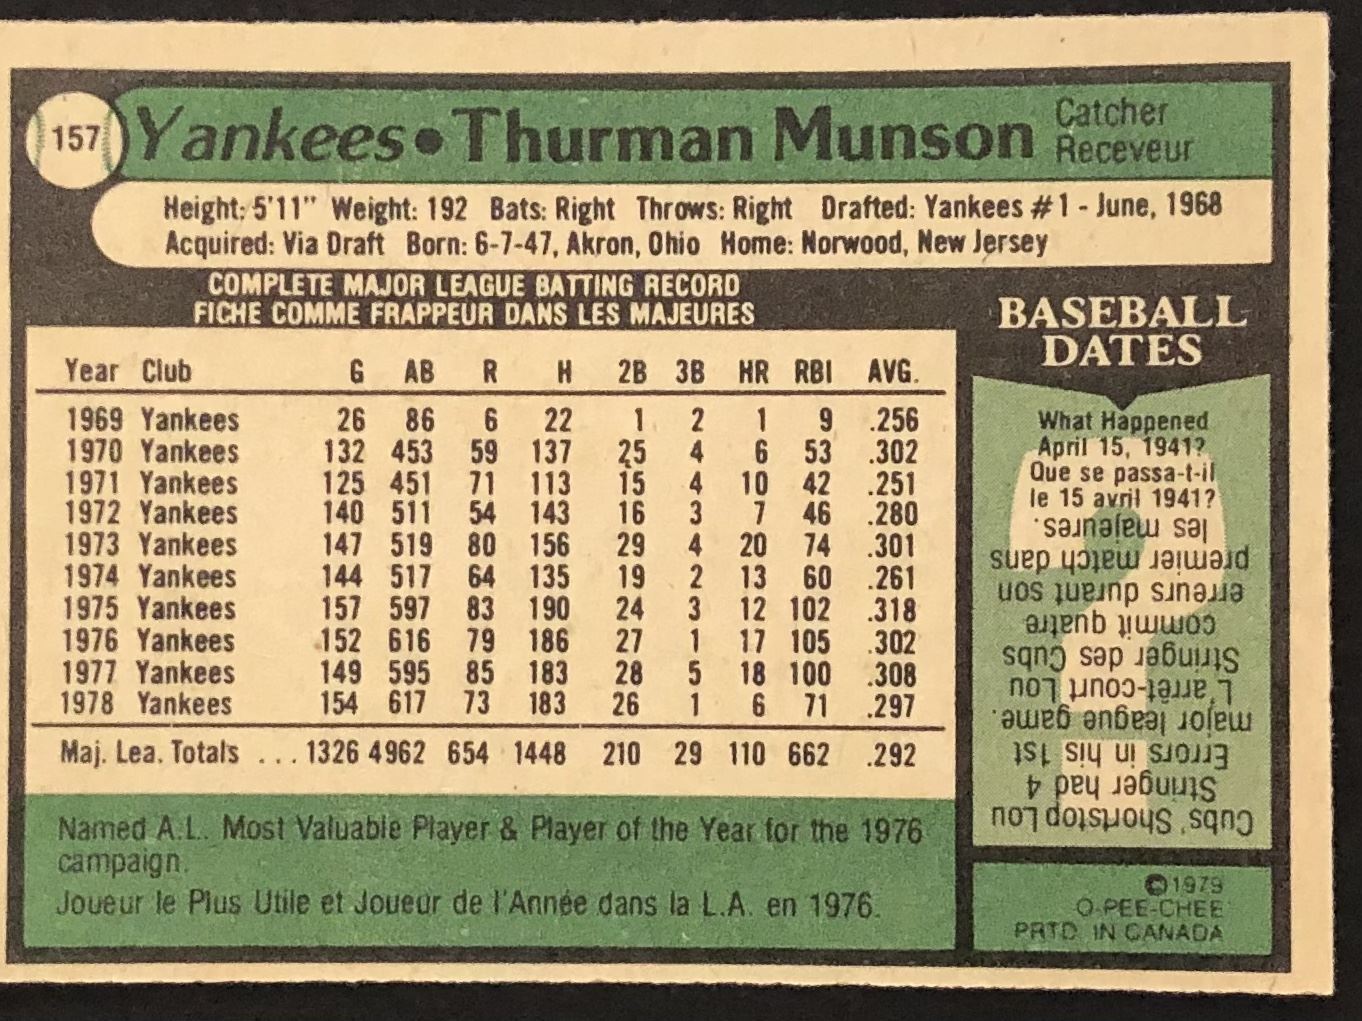 157 Yankees • Thurman Munson Catcher
Receveur
Height: 5'11" Weight: 192 Bats: Right Throws: Right Drafted: Yankees #1 - June, 1968
Acquired: Via Draft Born: 6-7-47, Akron, Ohio Home: Norwood, New Jersey
COMPLETE MAJOR LEAGUE BATTING RECORD
FICHE COMME FRAPPEUR DANS LES MAJEURES
Year Club G AB R H 2B 3B HR RBI AVG.
1969 Yankees 26 86 6 22 1 2 1 9 .256
1970 Yankees 132 453 59 137 25 4 6 53 .302
1971 Yankees 125 451 71 113 15 4 10 42 .251
1972 Yankees 140 511 54 143 16 3 7 46 .280
1973 Yankees 147 519 80 156 29 4 20 74 .301
1974 Yankees 144 517 64 135 19 2 13 60 .261
1975 Yankees 157 597 83 190 24 3 12 102 .318
1976 Yankees 152 616 79 186 27 1 17 105 .302
1977 Yankees 149 595 85 183 28 5 18 100 .308
1978 Yankees 154 617 73 183 26 1 6 71 .297
Maj. Lea. Totals ... 1326 4962 654 1448 210 29 110 662 .292
Named A.L. Most Valuable Player & Player of the Year for the 1976
campaign.
Joueur le Plus Utile et Joueur de l'Année dans la L.A. en 1976.
BASEBALL
DATES
What Happened
April 15, 1941?
Que se passa-t-il
le 15 avril 1941?
Cubs' Shortstop Lou
Stringer had 4
Errors in his 1st
major league game.
L'arrêt-court Lou
Stringer des Cubs
commit quatre
erreurs durant son
premier match dans
les majeures.
©1979
O-PEE-CHEE
PRTD. IN CANADA